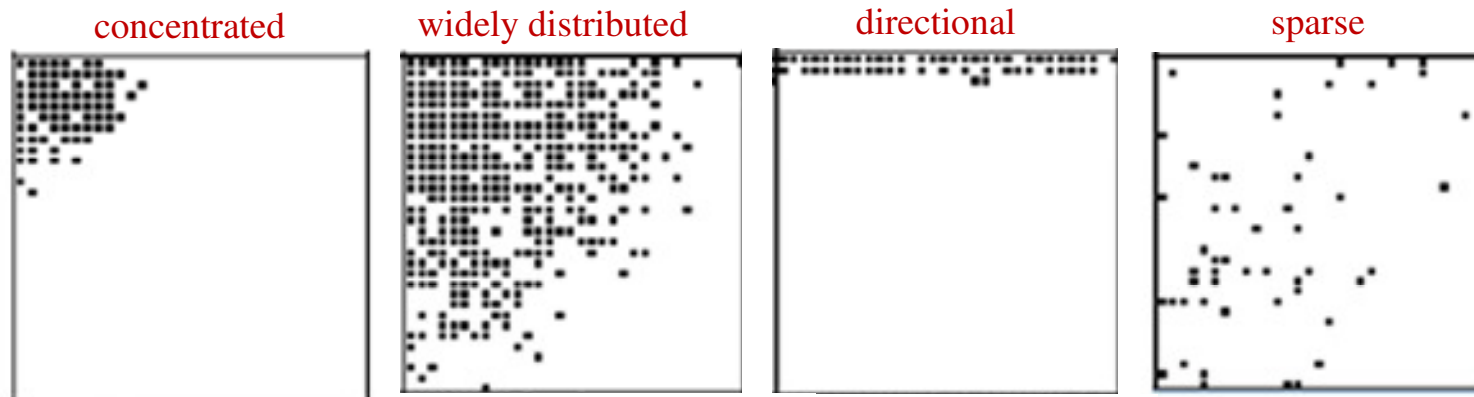 concentrated
widely distributed
directional
sparse